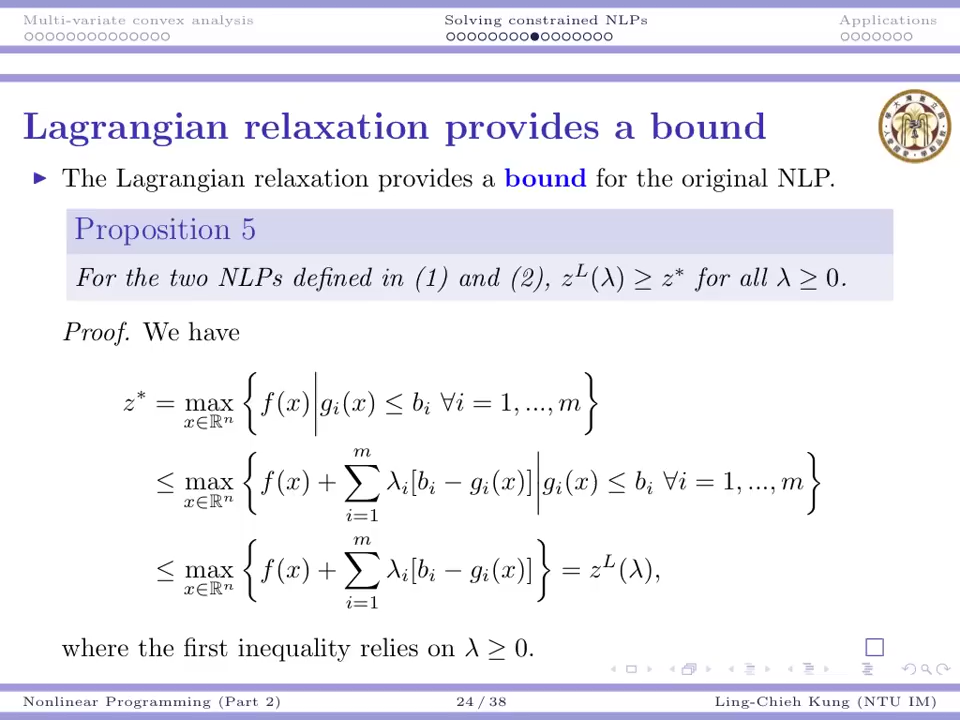 Multi-variate convex analysis Solving constrained NLPs Applications
Lagrangian relaxation provides a bound
▶ The Lagrangian relaxation provides a bound for the original NLP.
Proposition 5
For the two NLPs defined in (1) and (2), z^L(λ) ≥ z* for all λ ≥ 0.
Proof. We have
z* = max_{x∈ℝ^n} { f(x) | g_i(x) ≤ b_i ∀i = 1, ..., m }
≤ max_{x∈ℝ^n} { f(x) + ∑_{i=1}^{m} λ_i[b_i − g_i(x)] | g_i(x) ≤ b_i ∀i = 1, ..., m }
≤ max_{x∈ℝ^n} { f(x) + ∑_{i=1}^{m} λ_i[b_i − g_i(x)] } = z^L(λ),
where the first inequality relies on λ ≥ 0. □
Nonlinear Programming (Part 2) 24 / 38 Ling-Chieh Kung (NTU IM)